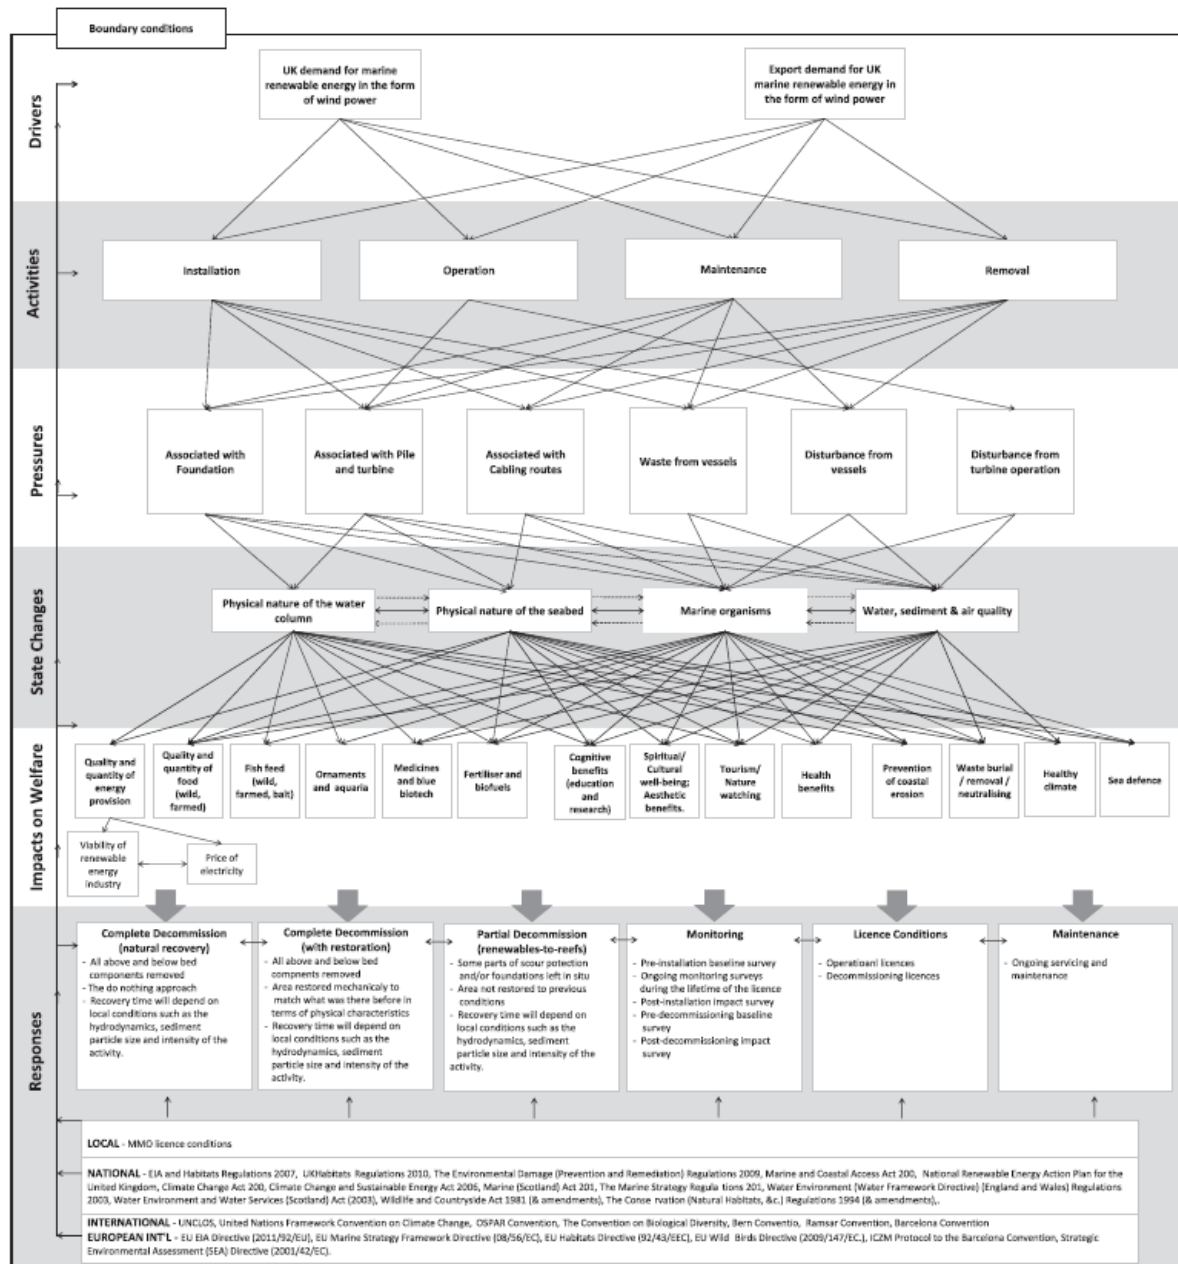 Boundary conditions
Drivers
UK demand for marine
renewable energy in the form
of wind power
Export demand for UK
marine renewable energy in
the form of wind power
Activities
Installation
Operation
Maintenance
Removal
Pressures
Associated with
Foundation
Associated with Pile
and turbine
Associated with
Cabling routes
Waste from vessels
Disturbance from
vessels
Disturbance from
turbine operation
State Changes
Physical nature of the water
column
Physical nature of the seabed
Marine organisms
Water, sediment & air quality
Impacts on Welfare
Quality and
quantity of
energy
provision
Quality and
quantity of
food
(wild,
farmed)
Fish feed
(wild,
farmed, bait)
Ornaments
and aquaria
Medicines
and blue
biotech
Fertiliser and
biofuels
Cognitive
benefits
(education
and
research)
Spiritual/
Cultural
well-being;
Aesthetic
benefits.
Tourism/
Nature
watching
Health
benefits
Prevention
of coastal
erosion
Waste burial
/ removal /
neutralising
Healthy
climate
Sea defence
Viability of
renewable
energy
industry
Price of
electricity
Responses
Complete Decommission
(natural recovery)
- All above and below bed
components removed
- The do nothing approach
- Recovery time will depend on
local conditions such as the
hydrodynamics, sediment
particle size and intensity of the
activity.
Complete Decommission
(with restoration)
- All above and below bed
compnents removed
- Area restored mechanicaly to
match what was there before in
terms of physical characteristics
- Recovery time will depend on
local conditions such as the
hydrodynamics, sediment
particle size and intensity of the
activity.
Partial Decommission
(renewables-to-reefs)
- Some parts of scour potection
and/or foundations left in situ
- Area not restored to previous
conditions
- Recovery time will depend on
local conditions such as the
hydrodynamics, sediment
particle size and intensity of the
activity.
Monitoring
- Pre-installation baseline survey
- Ongoing monitoring surveys
during the lifetime of the licence
- Post-installation impact survey
- Pre-decommissioning baseline
survey
- Post-decommissioning impact
survey
Licence Conditions
- Operatioanl licences
- Decommissioning licences
Maintenance
- Ongoing servicing and
maintenance
LOCAL - MMO licence conditions
NATIONAL - EIA and Habitats Regulations 2007, UKHabitats Regulations 2010, The Environmental Damage (Prevention and Remediation) Regulations 2009, Marine and Coastal Access Act 200, National Renewable Energy Action Plan for the
United Kingdom, Climate Change Act 200, Climate Change and Sustainable Energy Act 2006, Marine (Scotland) Act 201, The Marine Strategy Regula tions 201, Water Environment (Water Framework Directive) (England and Wales) Regulations
2003, Water Environment and Water Services (Scotland) Act (2003), Wildlife and Countryside Act 1981 (& amendments), The Conse rvation (Natural Habitats, &c.) Regulations 1994 (& amendments),.
INTERNATIONAL - UNCLOS, United Nations Framework Convention on Climate Change, OSPAR Convention, The Convention on Biological Diversity, Bern Conventio, Ramsar Convention, Barcelona Convention
EUROPEAN INT'L - EU EIA Directive (2011/92/EU), EU Marine Strategy Framework Directive (08/56/EC), EU Habitats Directive (92/43/EEC), EU Wild Birds Directive (2009/147/EC.), ICZM Protocol to the Barcelona Convention, Strategic
Environmental Assessment (SEA) Directive (2001/42/EC).